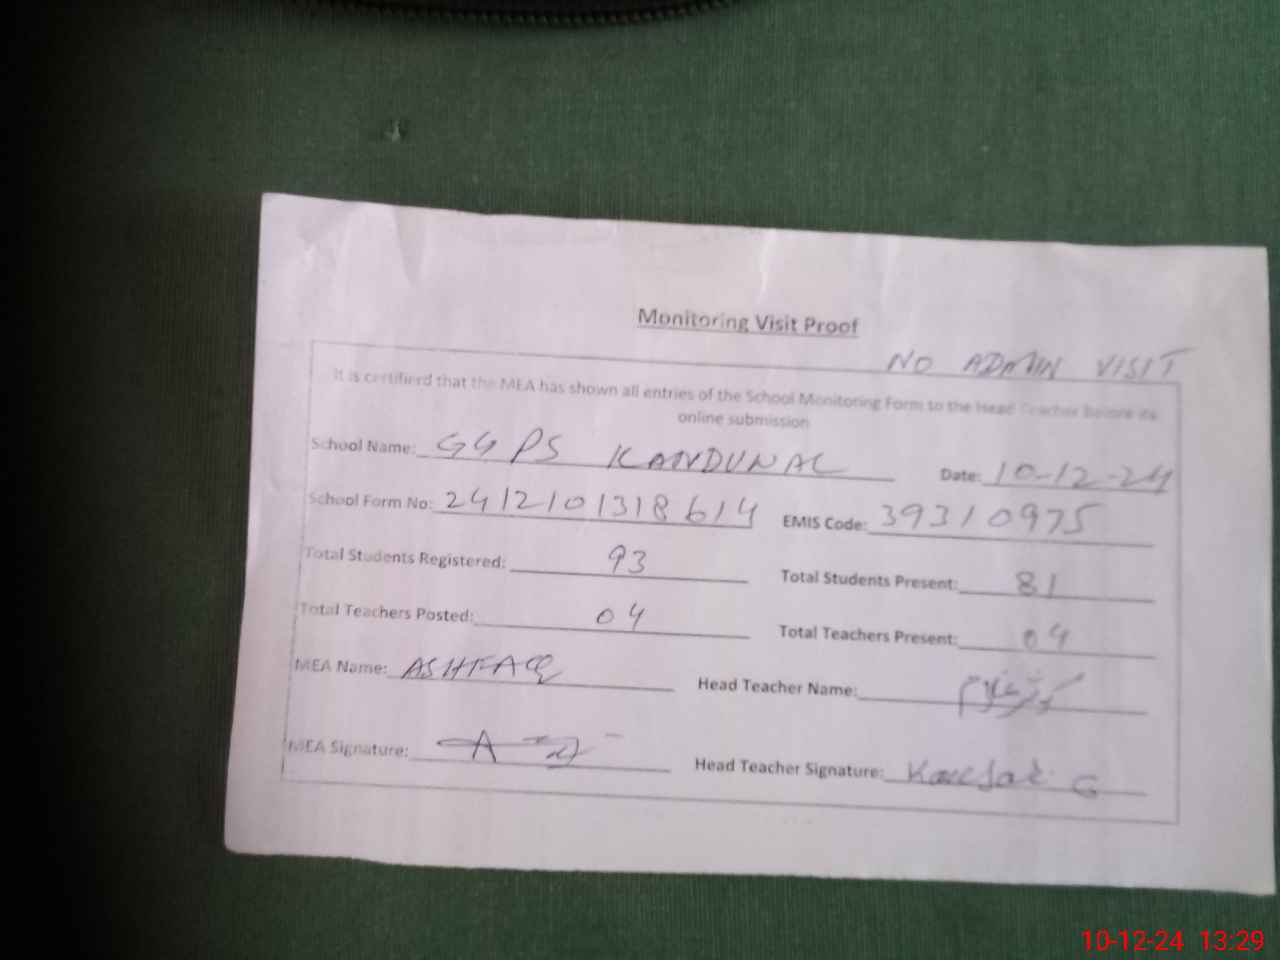 Monitoring Visit Proof
NO ADMIN VISIT
It is certifierd that the MEA has shown all entries of the School Monitoring Form to the Head Teacher before its
online submission
School Name: GGPS KANDUNAL Date: 10-12-24
School Form No: 2412101318614 EMIS Code: 39310975
Total Students Registered: 93 Total Students Present: 81
Total Teachers Posted: 04 Total Teachers Present: 04
MEA Name: ASHFAQ Head Teacher Name:
MEA Signature: Head Teacher Signature: Kousar
10-12-24 13:29